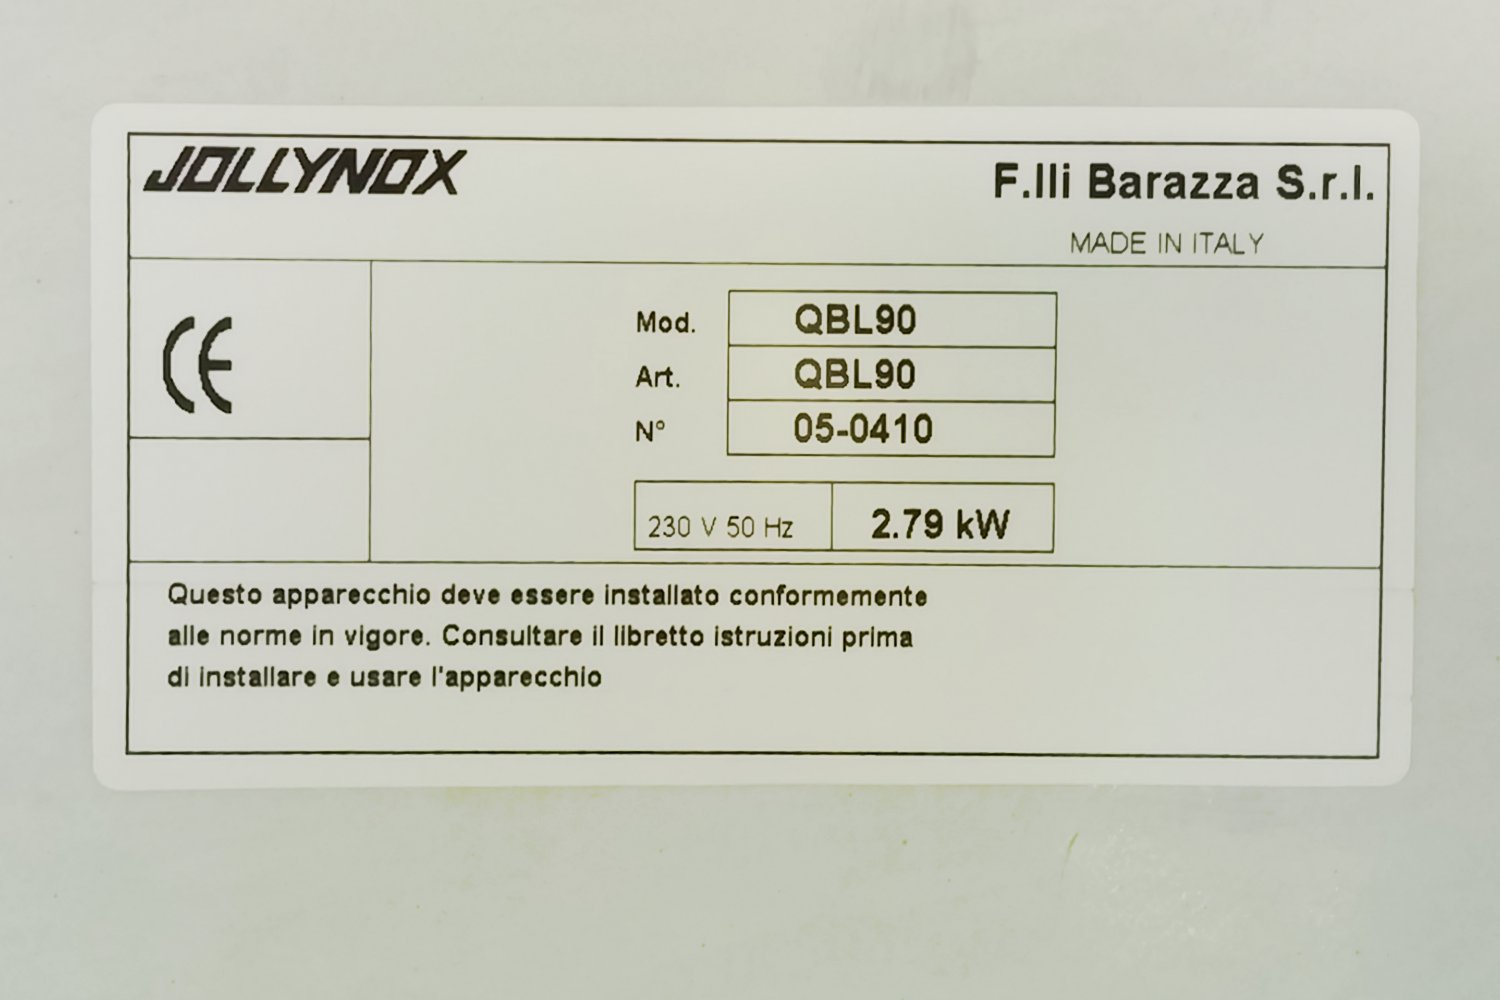 JOLLYNOX
F.lli Barazza S.r.l.
MADE IN ITALY
CE
Mod. QBL90
Art. QBL90
N° 05-0410
230 V 50 Hz 2.79 kW
Questo apparecchio deve essere installato conformemente
alle norme in vigore. Consultare il libretto istruzioni prima
di installare e usare l'apparecchio